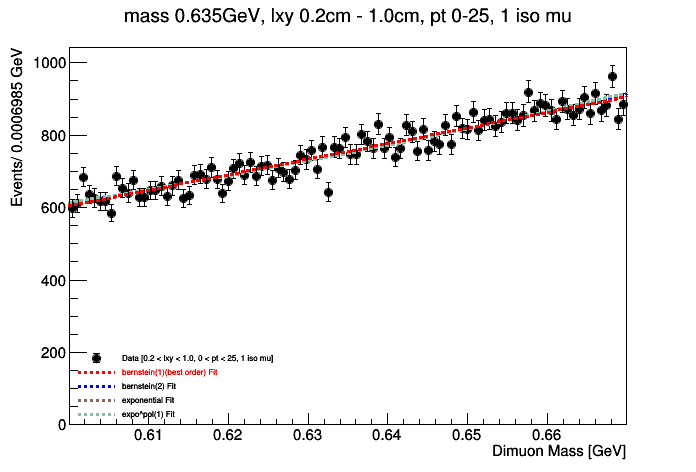 mass 0.635GeV, lxy 0.2cm - 1.0cm, pt 0-25, 1 iso mu
Events/ 0.0006985 GeV
1000
800
600
400
200
0
Data [0.2 < lxy < 1.0, 0 < pt < 25, 1 iso mu]
bernstein(1)(best order) Fit
bernstein(2) Fit
exponential Fit
expo*pol(1) Fit
0.61 0.62 0.63 0.64 0.65 0.66
Dimuon Mass [GeV]